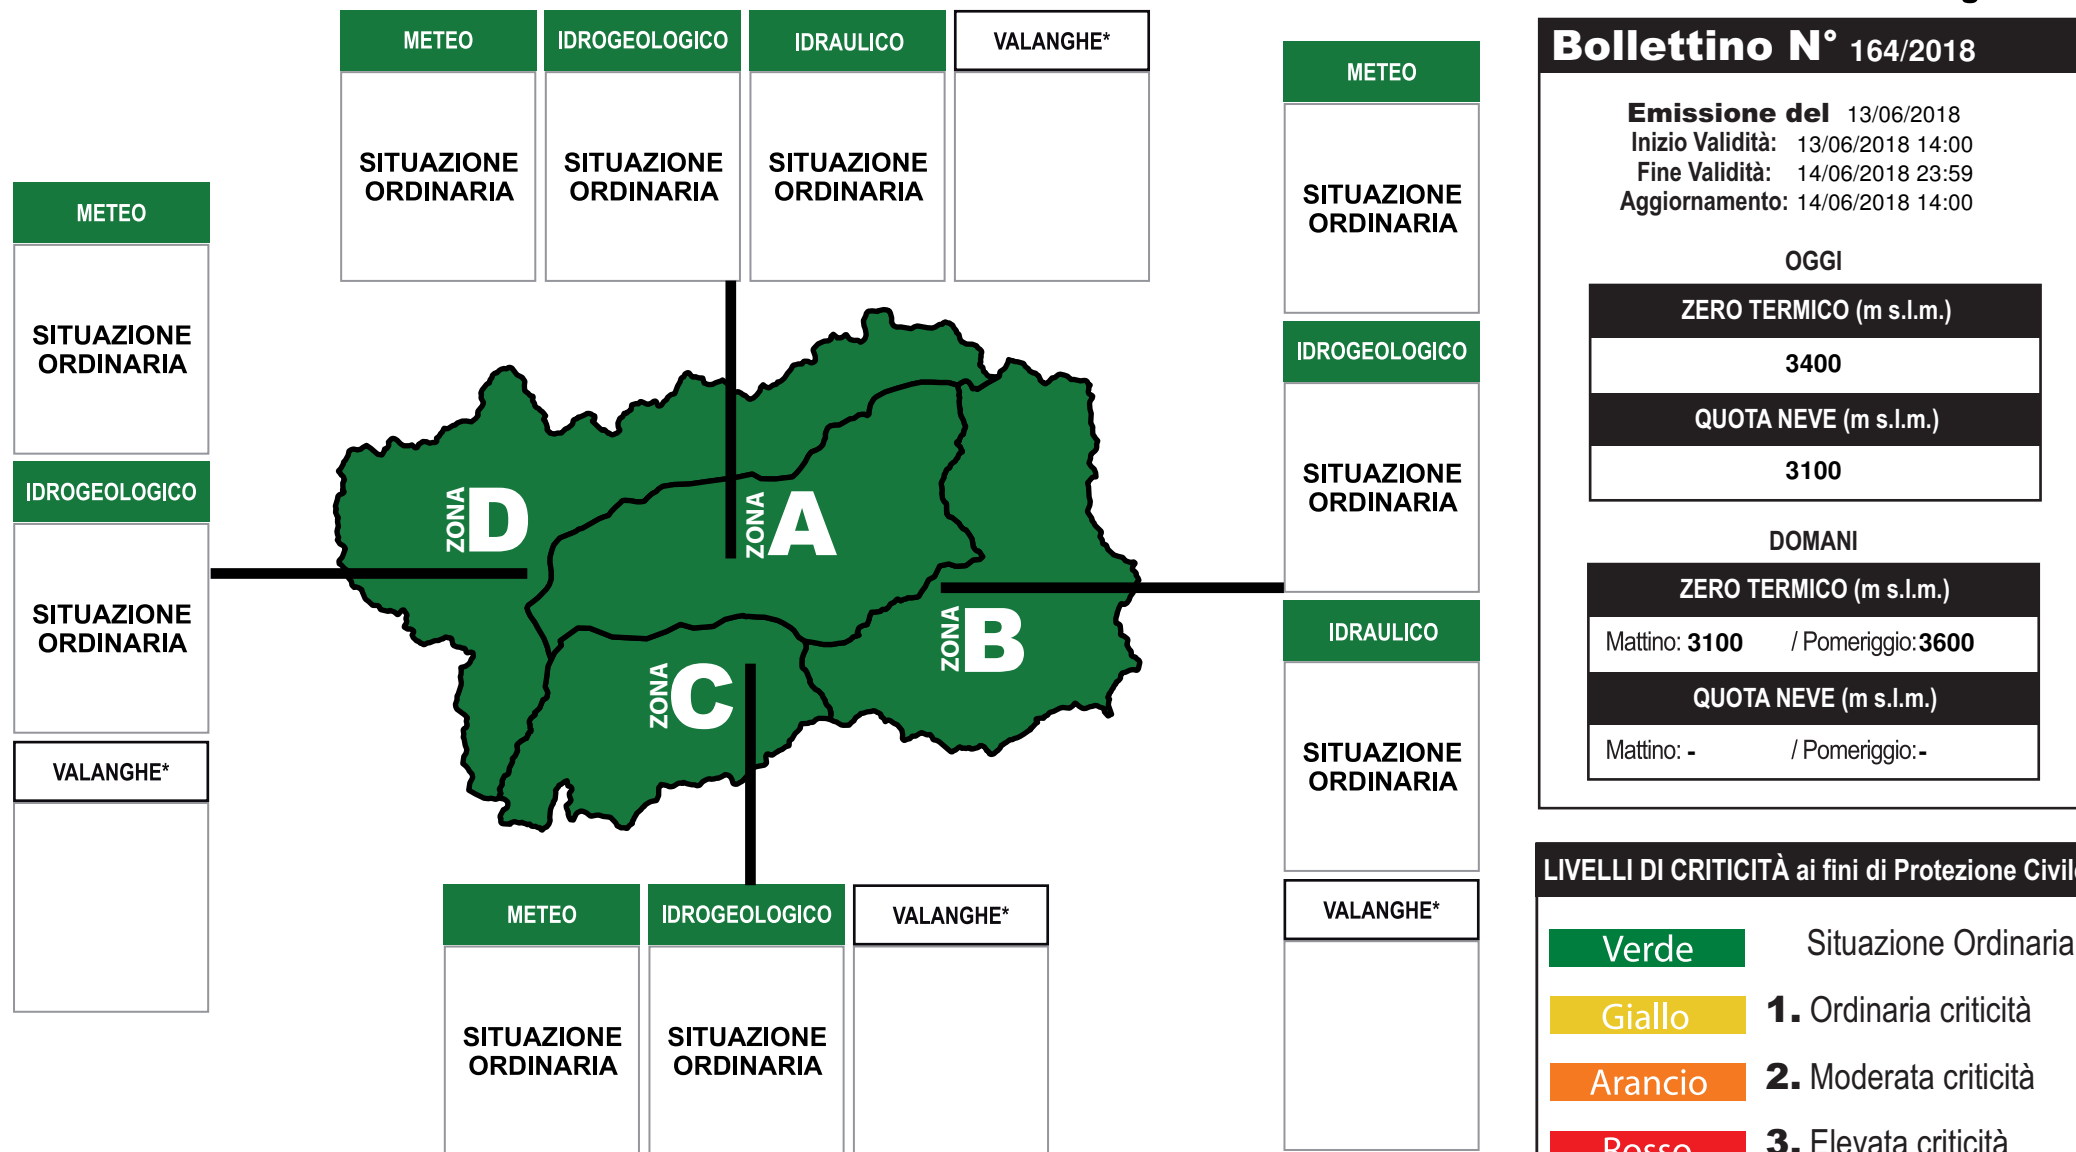 METEO IDROGEOLOGICO IDRAULICO VALANGHE*
SITUAZIONE ORDINARIA
SITUAZIONE ORDINARIA
SITUAZIONE ORDINARIA
METEO
SITUAZIONE
ORDINARIA
IDROGEOLOGICO
SITUAZIONE
ORDINARIA
VALANGHE*
ZONA D
ZONA A
ZONA B
ZONA C
METEO
SITUAZIONE
ORDINARIA
IDROGEOLOGICO
SITUAZIONE
ORDINARIA
IDRAULICO
SITUAZIONE
ORDINARIA
VALANGHE*
METEO IDROGEOLOGICO VALANGHE*
SITUAZIONE ORDINARIA
SITUAZIONE ORDINARIA
Bollettino N° 164/2018
Emissione del 13/06/2018
Inizio Validità: 13/06/2018 14:00
Fine Validità: 14/06/2018 23:59
Aggiornamento: 14/06/2018 14:00
OGGI
ZERO TERMICO (m s.l.m.)
3400
QUOTA NEVE (m s.l.m.)
3100
DOMANI
ZERO TERMICO (m s.l.m.)
Mattino: 3100 / Pomeriggio: 3600
QUOTA NEVE (m s.l.m.)
Mattino: - / Pomeriggio: -
LIVELLI DI CRITICITÀ ai fini di Protezione Civile
Verde Situazione Ordinaria
Giallo 1. Ordinaria criticità
Arancio 2. Moderata criticità
Rosso 3. Elevata criticità